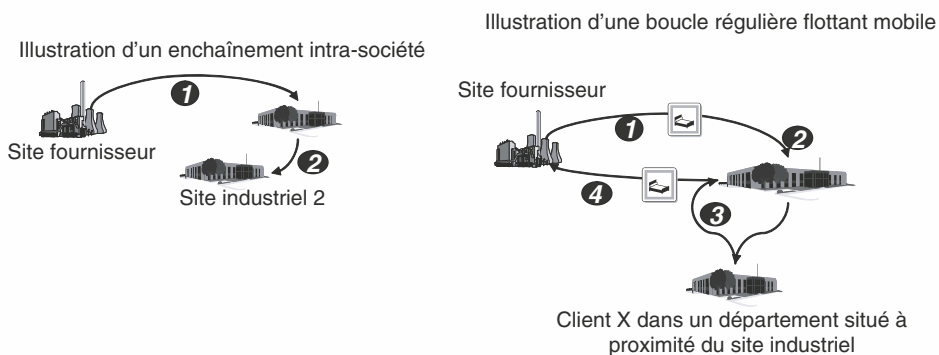 Illustration d'une boucle régulière flottant mobile
Illustration d'un enchaînement intra-société
1
Site fournisseur
2
Site industriel 2
Site fournisseur
1
2
4
3
Client X dans un département situé à
proximité du site industriel